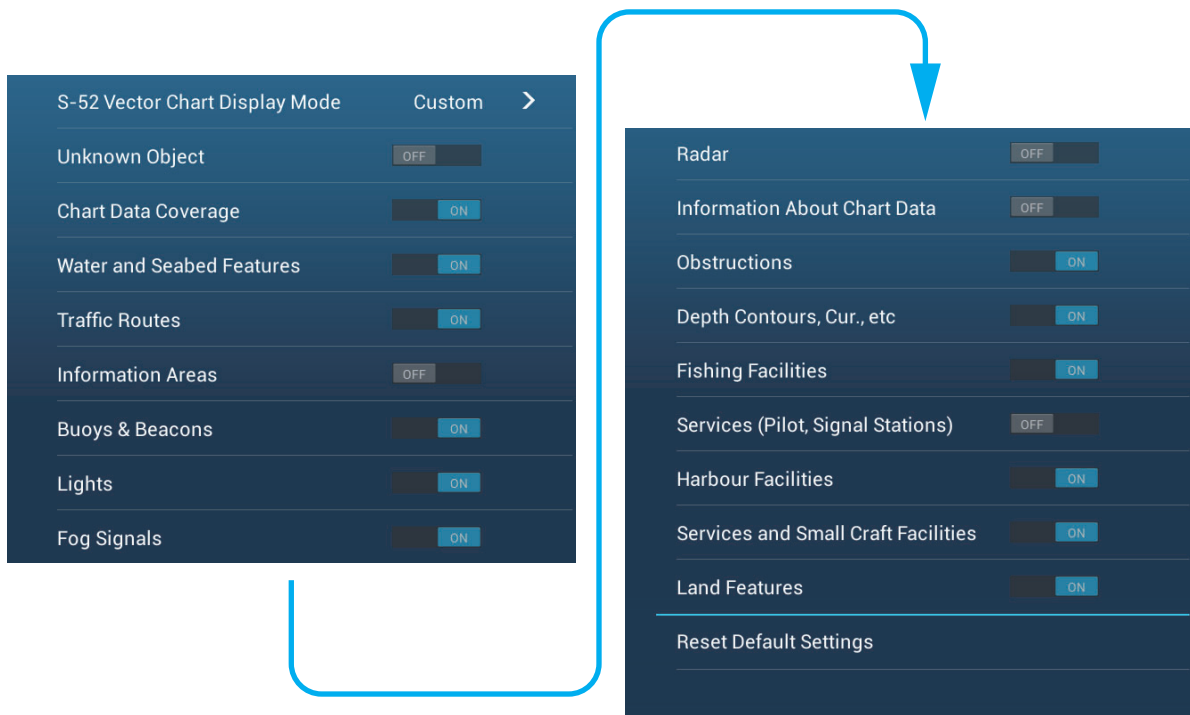 S-52 Vector Chart Display Mode Custom >
Unknown Object OFF
Chart Data Coverage ON
Water and Seabed Features ON
Traffic Routes ON
Information Areas OFF
Buoys & Beacons ON
Lights ON
Fog Signals ON
Radar OFF
Information About Chart Data OFF
Obstructions ON
Depth Contours, Cur., etc ON
Fishing Facilities ON
Services (Pilot, Signal Stations) OFF
Harbour Facilities ON
Services and Small Craft Facilities ON
Land Features ON
Reset Default Settings